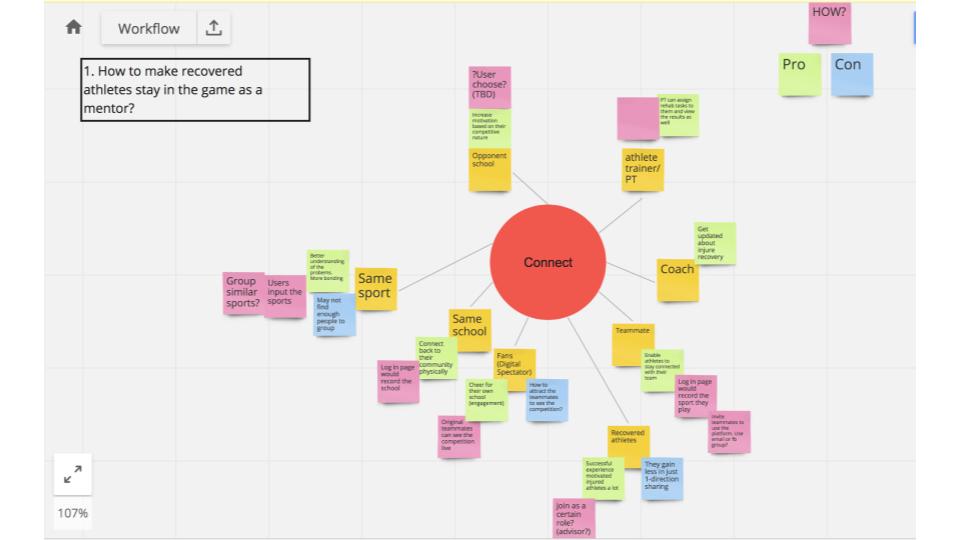 Workflow
HOW?
Pro
Con
1. How to make recovered
athletes stay in the game as a
mentor?
?User
choose?
(TBD)
Increase
motivation
based on their
competitive
nature
Opponent
school
PT can assign
rehab tasks to
them and view
the results as
well
athlete
trainer/
PT
Connect
Get
updated
about
injure
recovery
Coach
Better
understanding
of the
problems.
More bonding
Same
sport
Group
similar
sports?
Users
input the
sports
May not
find
enough
people to
group
Same
school
Connect
back to
their
community
physically
Log in page
would
record the
school
Fans
(Digital
Spectator)
Cheer for
their own
school
(engagement)
How to
attract the
teammates
to see the
competition?
Original
teammates
can see the
competition
live
Teammate
Enable
athletes to
stay connected
with their
team
Log in page
would
record the
sport they
play
Invite
teammates to
use the
platform. Use
email or fb
group?
Recovered
athletes
Successful
experience
motivated
injured
athletes a lot
They gain
less in just
1-direction
sharing
Join as a
certain
role?
(advisor?)
107%